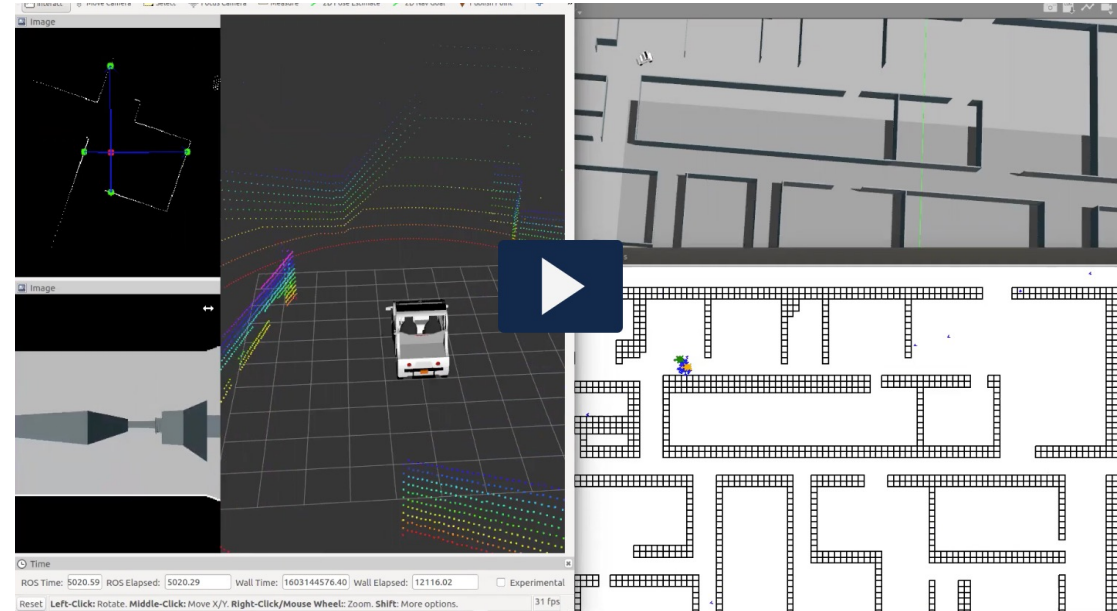 Interact Move Camera Select Focus Camera Measure 2D Pose Estimate 2D Nav Goal Publish Point
Image
Image
Time
ROS Time: 5020.59 ROS Elapsed: 5020.29 Wall Time: 1603144576.40 Wall Elapsed: 12116.02 Experimental
Reset Left-Click: Rotate. Middle-Click: Move X/Y. Right-Click/Mouse Wheel:: Zoom. Shift: More options. 31 fps